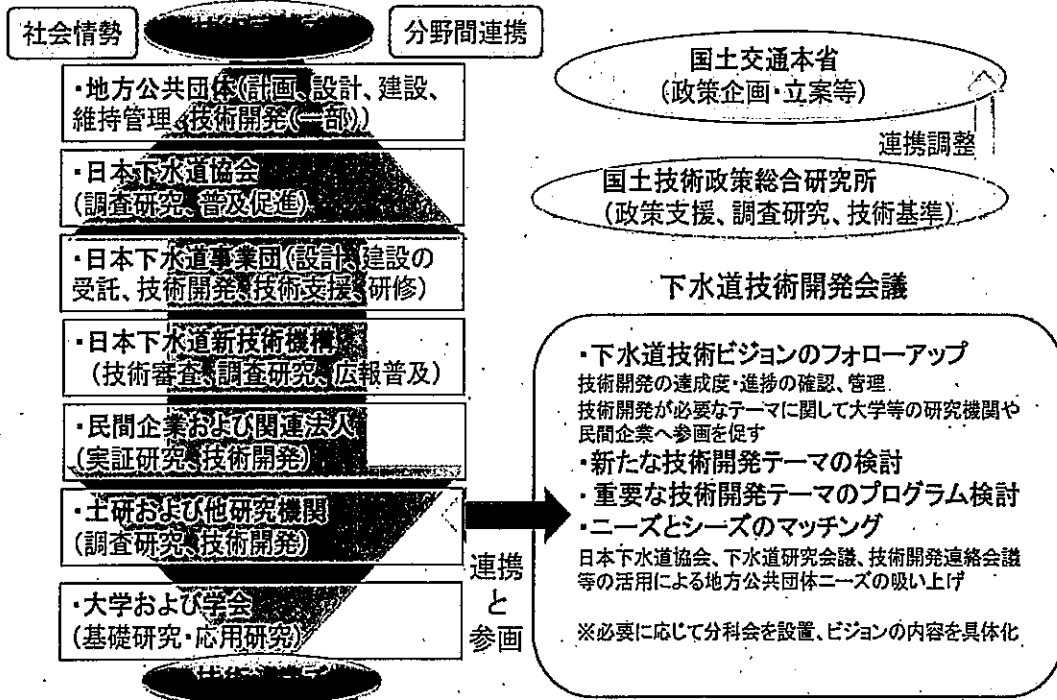 社会情勢
分野間連携
・地方公共団体(計画、設計、建設、
維持管理、技術開発(一部))
・日本下水道協会
(調査研究、普及促進)
・日本下水道事業団(設計、建設の
受託、技術開発、技術支援、研修)
・日本下水道新技術機構
(技術審査、調査研究、広報普及)
・民間企業および関連法人
(実証研究、技術開発)
・土研および他研究機関
(調査研究、技術開発)
・大学および学会
(基礎研究・応用研究)
連携
と
参画
国土交通本省
(政策企画・立案等)
連携調整
国土技術政策総合研究所
(政策支援、調査研究、技術基準)
下水道技術開発会議
・下水道技術ビジョンのフォローアップ
技術開発の達成度・進捗の確認、管理
技術開発が必要なテーマに関して大学等の研究機関や
民間企業へ参画を促す
・新たな技術開発テーマの検討
・重要な技術開発テーマのプログラム検討
・ニーズとシーズのマッチング
日本下水道協会、下水道研究会議、技術開発連絡会議
等の活用による地方公共団体ニーズの吸い上げ
※必要に応じて分科会を設置、ビジョンの内容を具体化